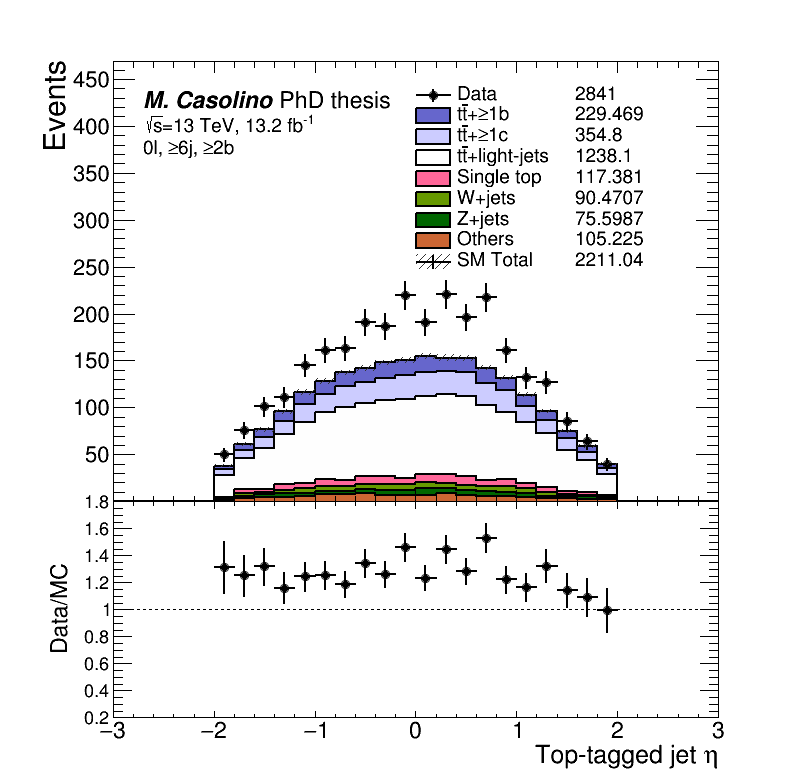 Events
450
400
350
300
250
200
150
100
50
M. Casolino PhD thesis
√s=13 TeV, 13.2 fb⁻¹
0l, ≥6j, ≥2b
Data 2841
tt̄+≥1b 229.469
tt̄+≥1c 354.8
tt̄+light-jets 1238.1
Single top 117.381
W+jets 90.4707
Z+jets 75.5987
Others 105.225
SM Total 2211.04
Data/MC
1.8
1.6
1.4
1.2
1
0.8
0.6
0.4
0.2
−3 −2 −1 0 1 2 3
Top-tagged jet η